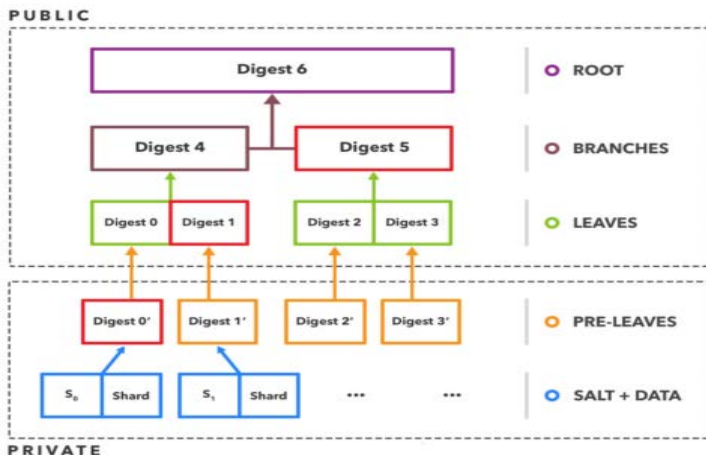 PUBLIC
Digest 6
ROOT
Digest 4
Digest 5
BRANCHES
Digest 0
Digest 1
Digest 2
Digest 3
LEAVES
Digest 0'
Digest 1'
Digest 2'
Digest 3'
PRE-LEAVES
S₀
Shard
S₁
Shard
...
...
SALT + DATA
PRIVATE